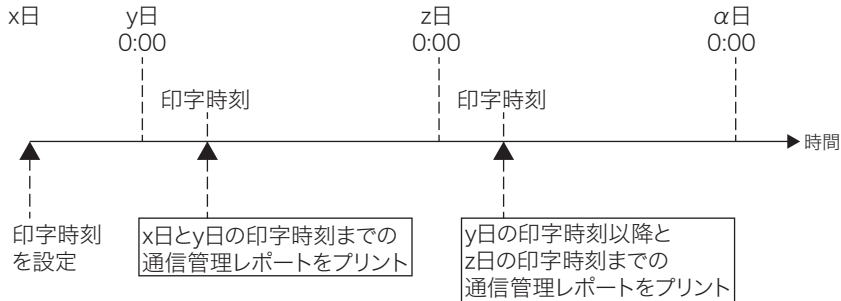 x日
y日
0:00
z日
0:00
α日
0:00
印字時刻
印字時刻
時間
印字時刻
を設定
x日とy日の印字時刻までの
通信管理レポートをプリント
y日の印字時刻以降と
z日の印字時刻までの
通信管理レポートをプリント